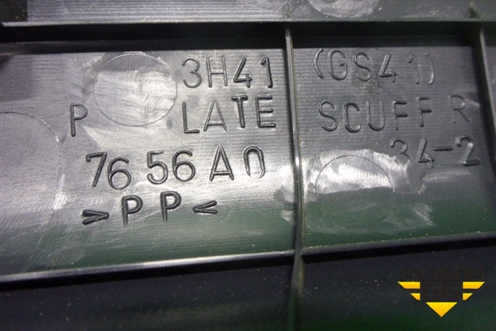 3H41 (GS41)
P LATE SCUFF R
34-2
7656A0
>PP<